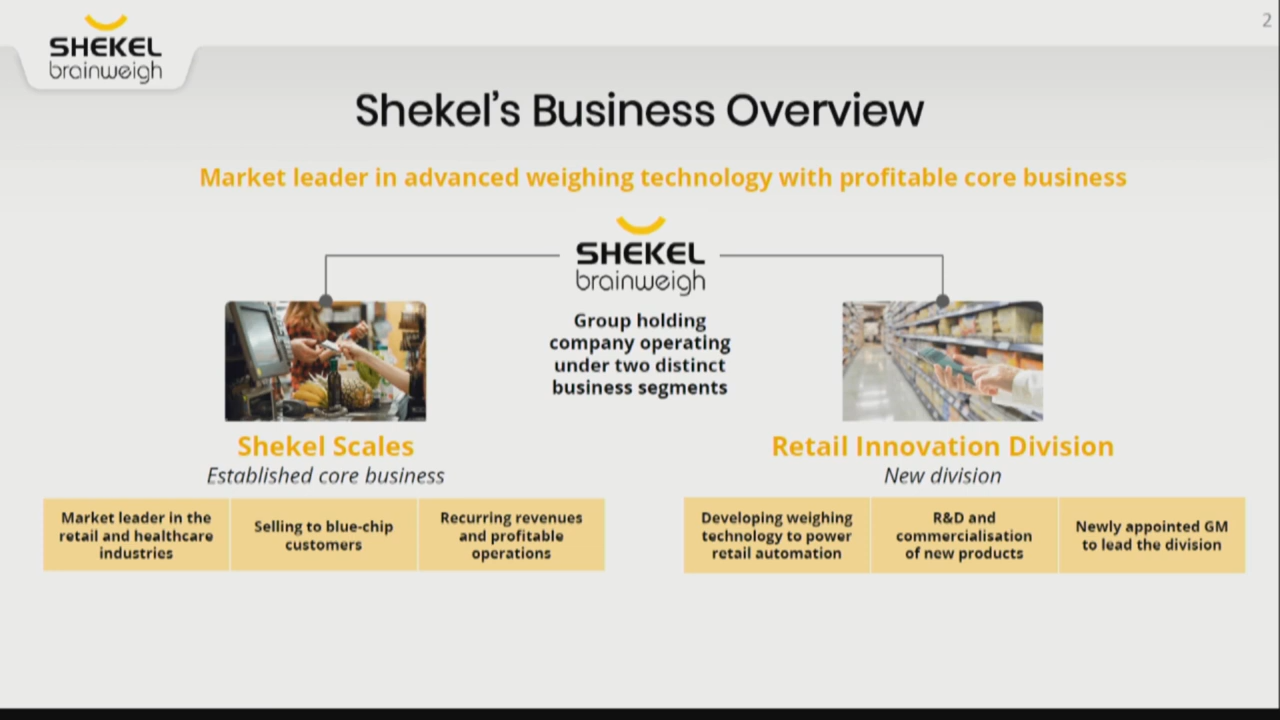 2
SHEKEL
brainweigh
Shekel's Business Overview
Market leader in advanced weighing technology with profitable core business
SHEKEL
brainweigh
Group holding
company operating
under two distinct
business segments
Shekel Scales
Established core business
Market leader in the
retail and healthcare
industries
Selling to blue-chip
customers
Recurring revenues
and profitable
operations
Retail Innovation Division
New division
Developing weighing
technology to power
retail automation
R&D and
commercialisation
of new products
Newly appointed GM
to lead the division